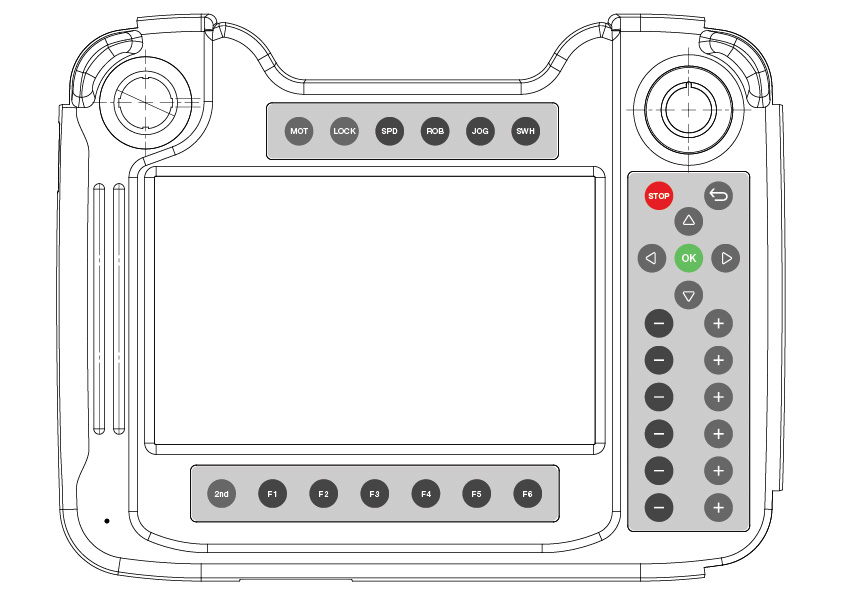 MOT LOCK SPD ROB JOG SWH
STOP
OK
− +
− +
− +
− +
− +
− +
2nd F1 F2 F3 F4 F5 F6